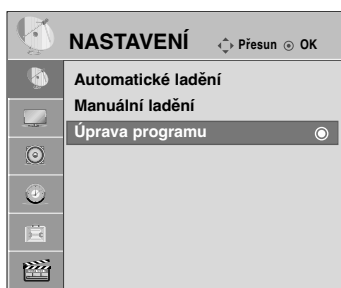 NASTAVENÍ Přesun OK
Automatické ladění
Manuální ladění
Úprava programu